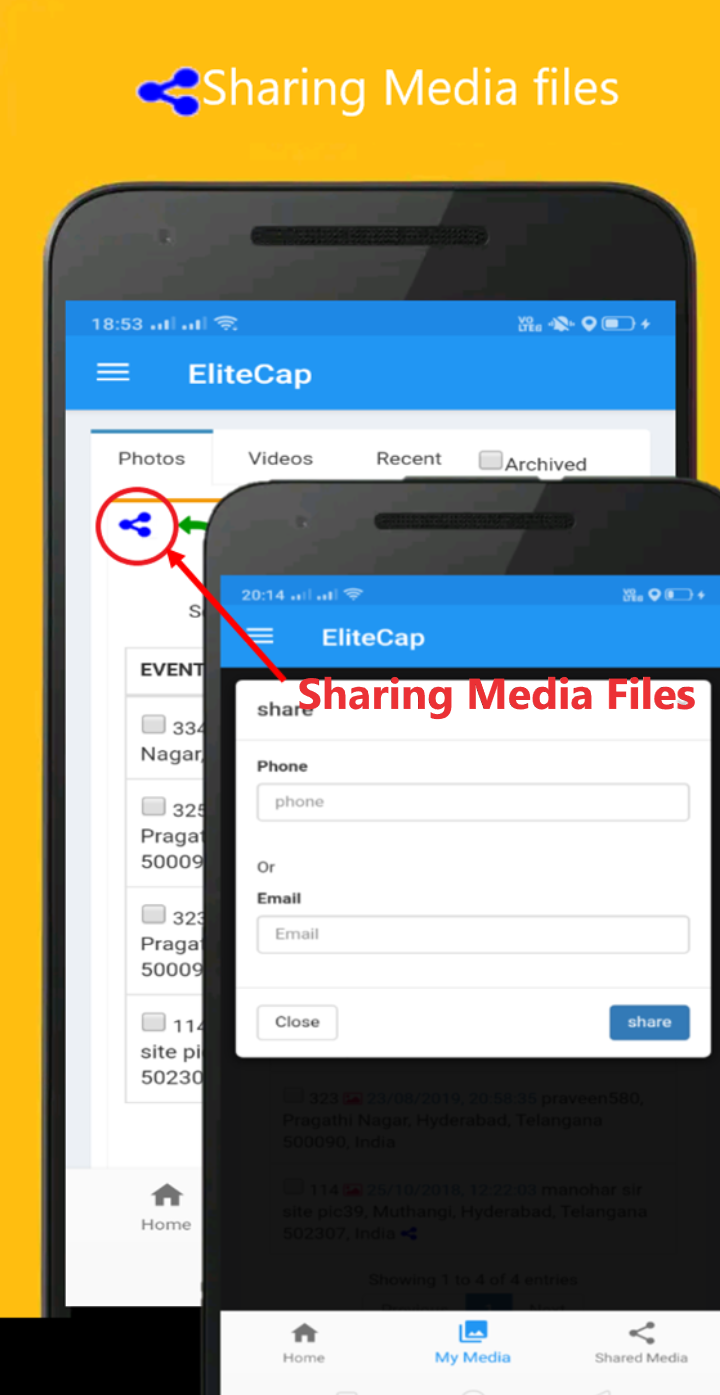 Sharing Media files
18:53
VO
LTE
EliteCap
Photos
Videos
Recent
Archived
EVENT
334
Nagar,
325
Pragat
50009
323
Pragat
50009
114
site pi
50230
Home
20:14
EliteCap
Sharing Media Files
share
Phone
phone
Or
Email
Email
Close
share
323 23/08/2019, 20:58:35 praveen580,
Pragathi Nagar, Hyderabad, Telangana
500090, India
114 25/10/2018, 12:22:03 manohar sir
site pic39, Muthangi, Hyderabad, Telangana
502307, India
Showing 1 to 4 of 4 entries
Home
My Media
Shared Media